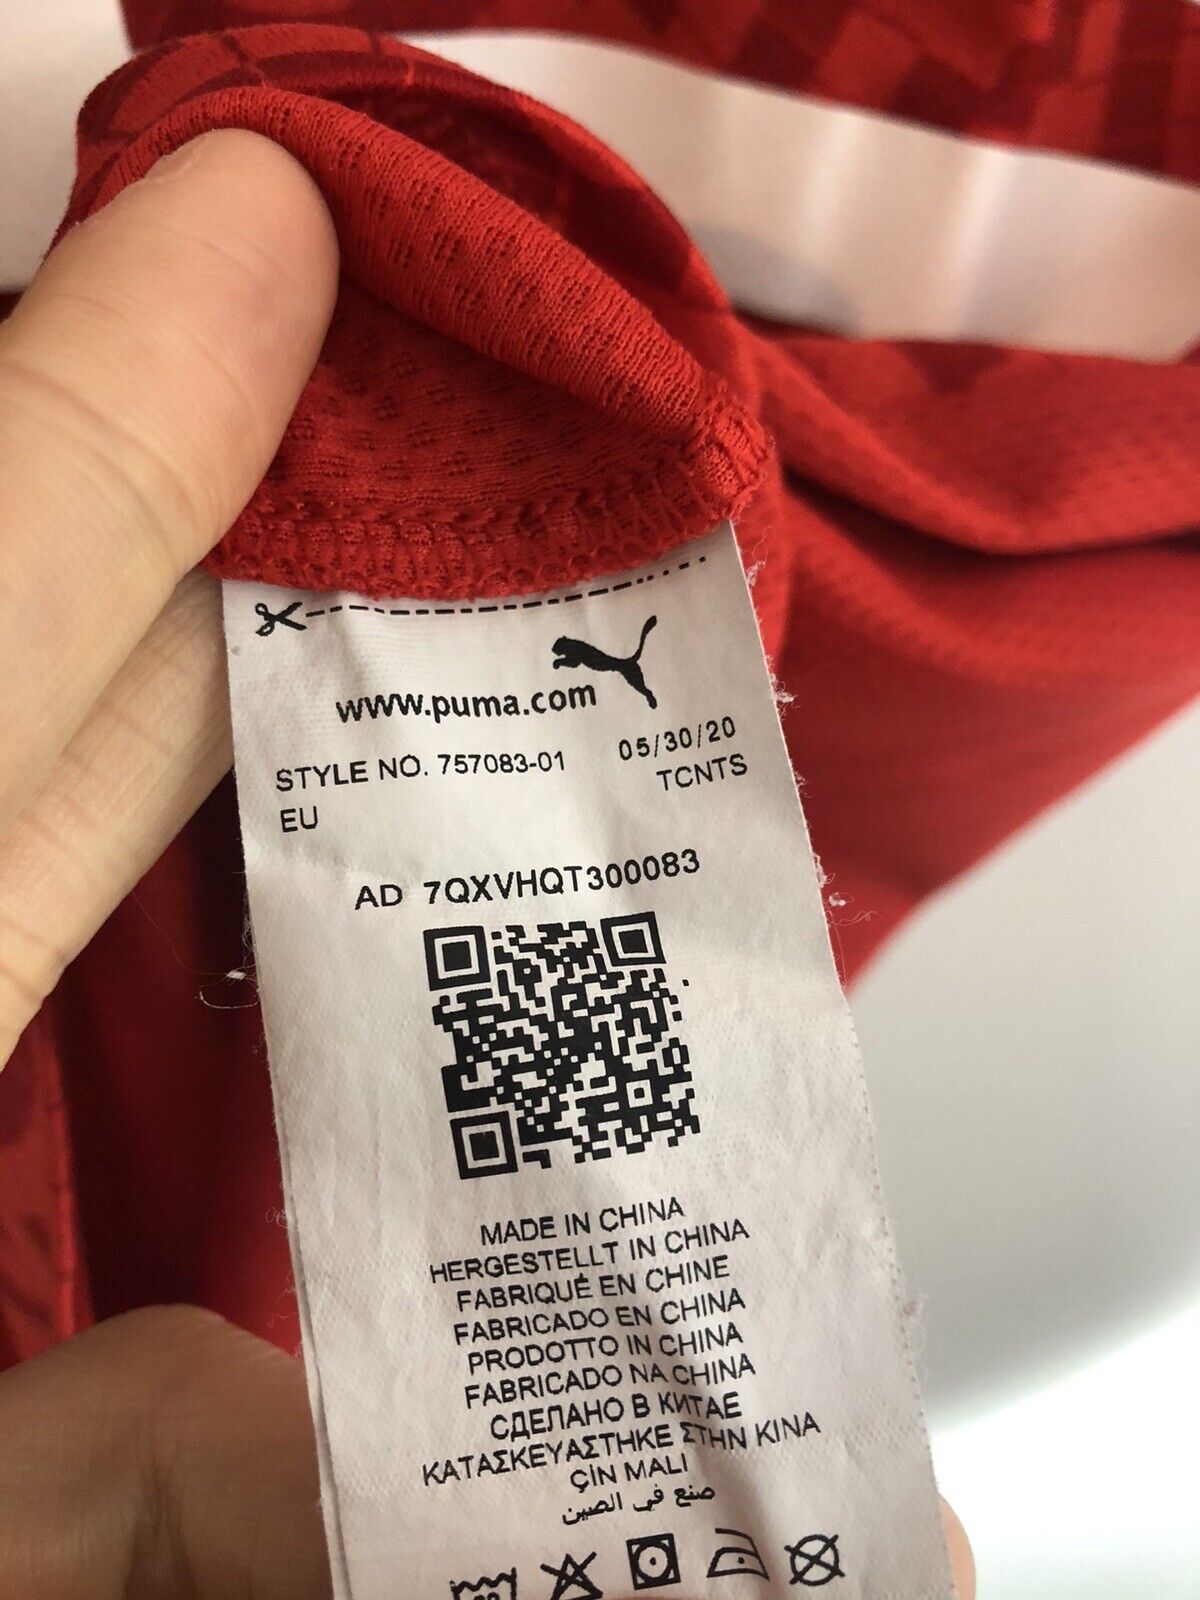 www.puma.com
STYLE NO. 757083-01 05/30/20
EU TCNTS
AD 7QXVHQT300083
MADE IN CHINA
HERGESTELLT IN CHINA
FABRIQUÉ EN CHINE
FABRICADO EN CHINA
PRODOTTO IN CHINA
FABRICADO NA CHINA
СДЕЛАНО В КИТАЕ
ΚΑΤΑΣΚΕΥΑΣΤΗΚΕ ΣΤΗΝ ΚΙΝΑ
ÇİN MALI
صنع في الصين